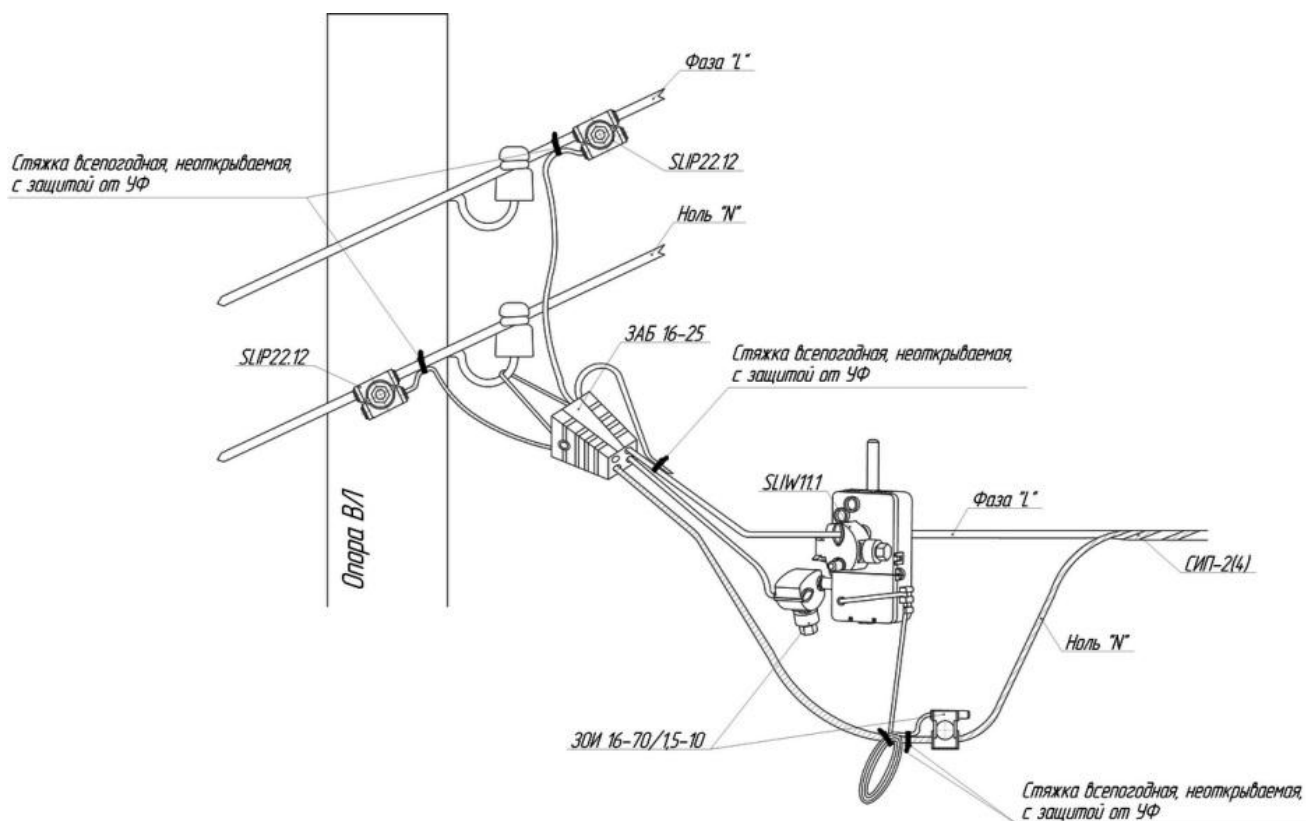 Фаза "L"
Стяжка всепогодная, неоткрываемая,
с защитой от УФ
SLIP22.12
Ноль "N"
ЗАБ 16-25
SLIP22.12
Стяжка всепогодная, неоткрываемая,
с защитой от УФ
SLIW11.1
Фаза "L"
Опора ВЛ
СИП-2(4)
Ноль "N"
ЗОИ 16-70/1,5-10
Стяжка всепогодная, неоткрываемая,
с защитой от УФ